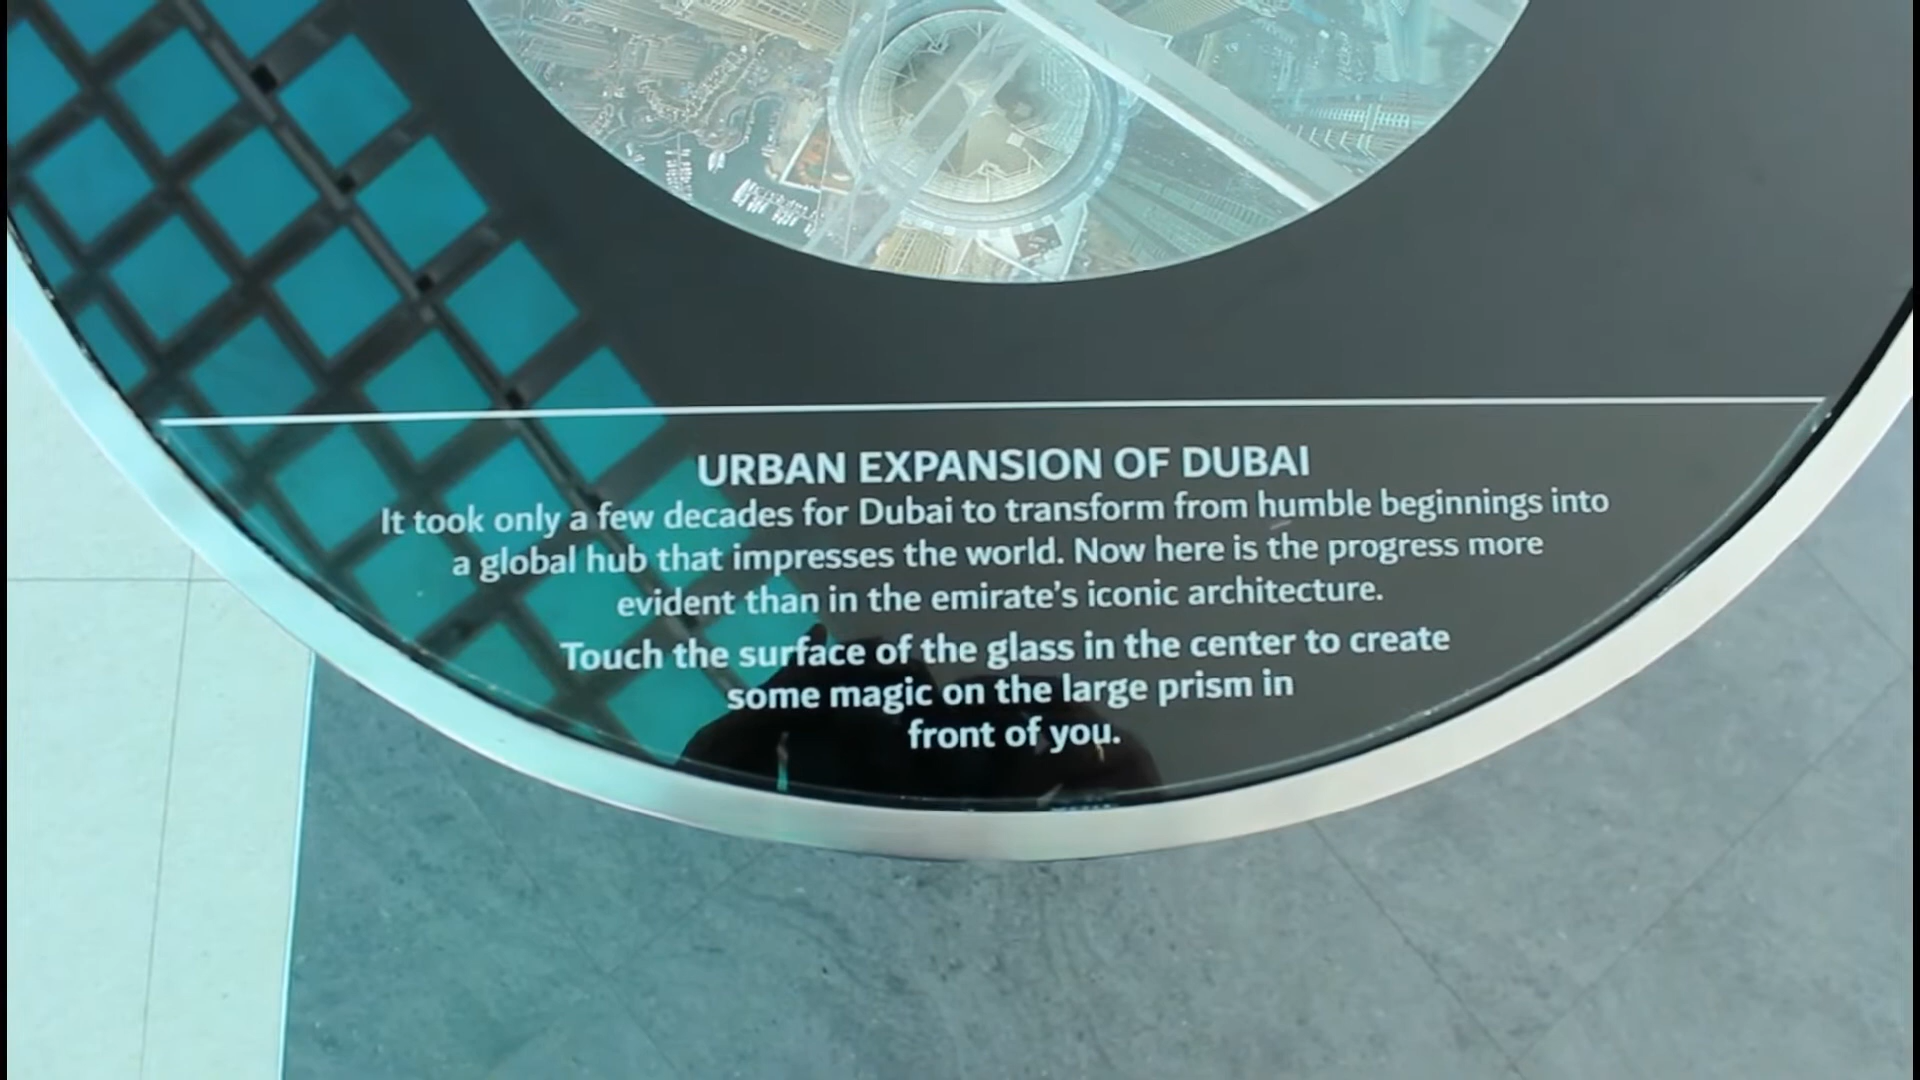 URBAN EXPANSION OF DUBAI
It took only a few decades for Dubai to transform from humble beginnings into
a global hub that impresses the world. Now here is the progress more
evident than in the emirate's iconic architecture.
Touch the surface of the glass in the center to create
some magic on the large prism in
front of you.